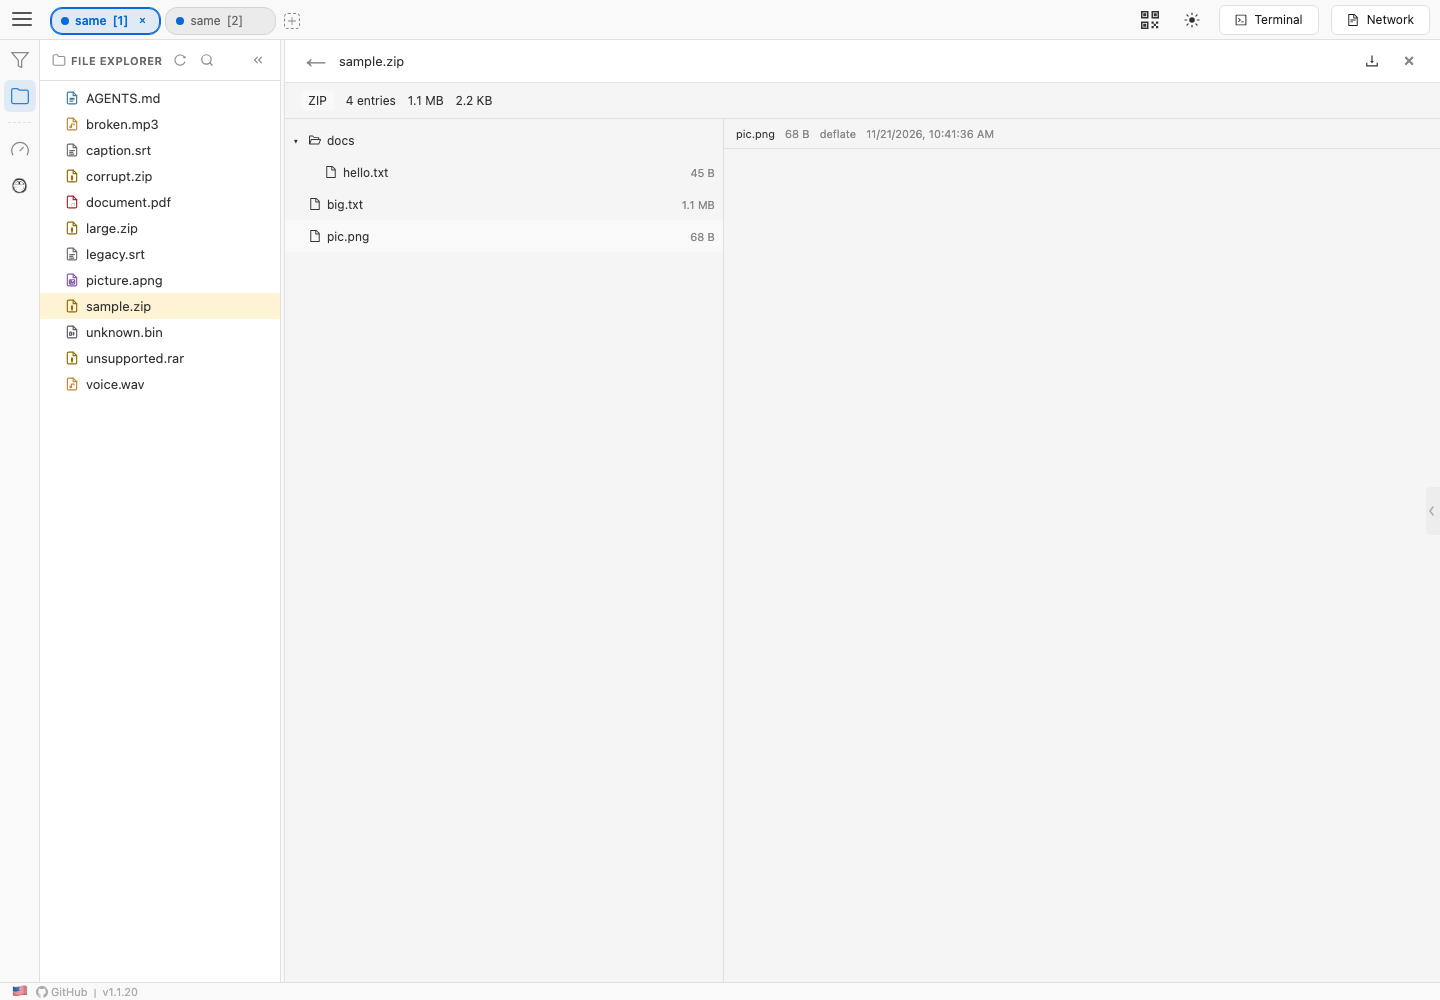 same [1] ×
same [2]
Terminal
Network
FILE EXPLORER
AGENTS.md
broken.mp3
caption.srt
corrupt.zip
document.pdf
large.zip
legacy.srt
picture.apng
sample.zip
unknown.bin
unsupported.rar
voice.wav
sample.zip
ZIP 4 entries 1.1 MB 2.2 KB
docs
hello.txt 45 B
big.txt 1.1 MB
pic.png 68 B
pic.png 68 B deflate 11/21/2026, 10:41:36 AM
GitHub | v1.1.20